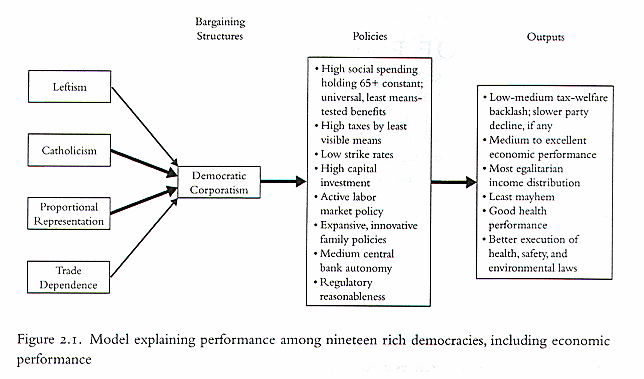 Bargaining
Structures
Policies
Outputs
Leftism
Catholicism
Proportional
Representation
Trade
Dependence
Democratic
Corporatism
• High social spending
holding 65+ constant;
universal, least means-
tested benefits
• High taxes by least
visible means
• Low strike rates
• High capital
investment
• Active labor
market policy
• Expansive, innovative
family policies
• Medium central
bank autonomy
• Regulatory
reasonableness
• Low-medium tax-welfare
backlash; slower party
decline, if any
• Medium to excellent
economic performance
• Most egalitarian
income distribution
• Least mayhem
• Good health
performance
• Better execution of
health, safety, and
environmental laws
Figure 2.1. Model explaining performance among nineteen rich democracies, including economic
performance